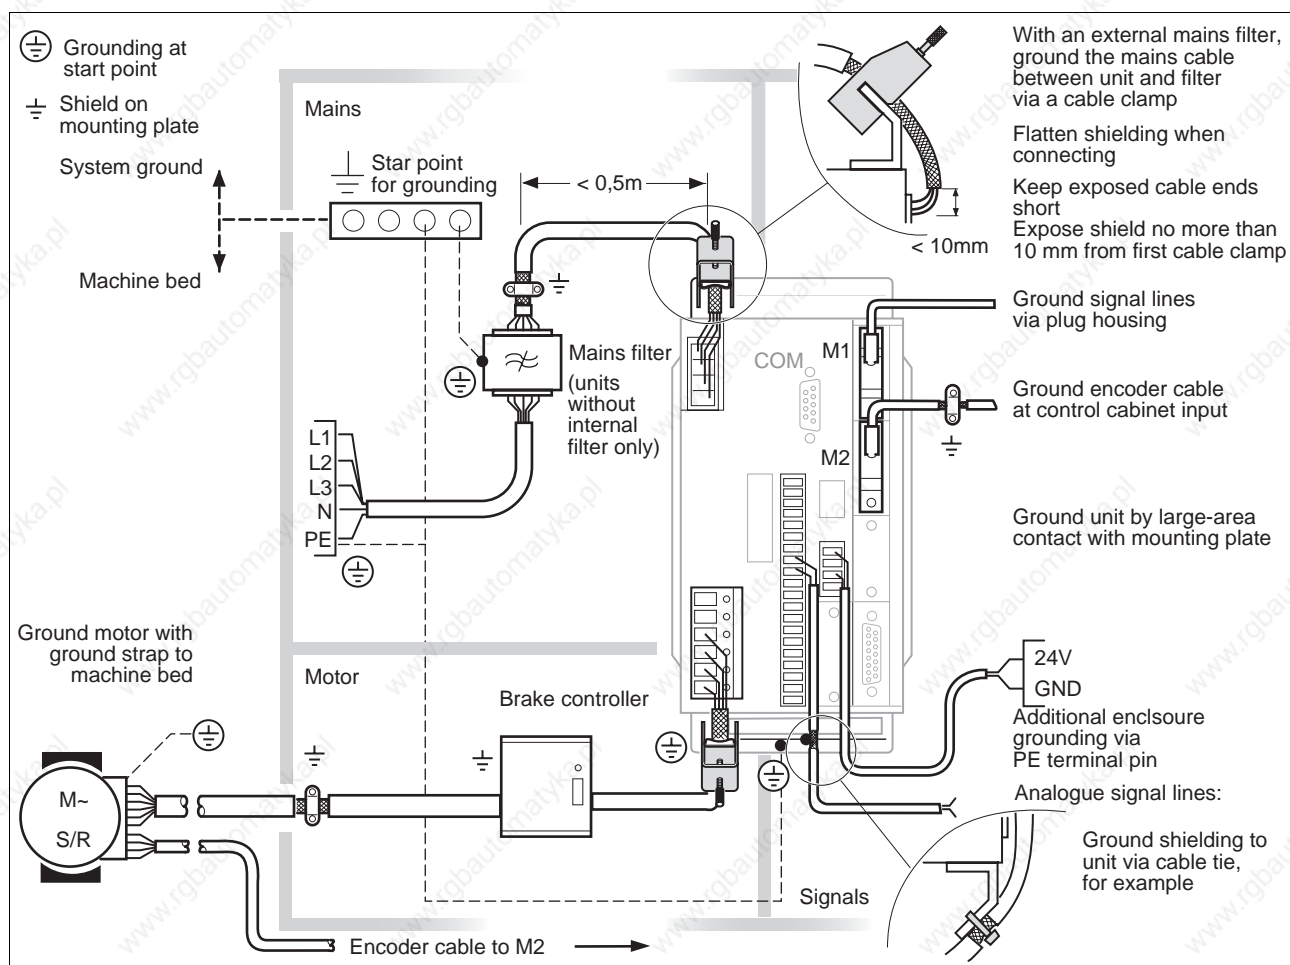 Grounding at
start point
Shield on
mounting plate
System ground
Machine bed
Mains
Star point
for grounding
< 0,5m
< 10mm
With an external mains filter,
ground the mains cable
between unit and filter
via a cable clamp
Flatten shielding when
connecting
Keep exposed cable ends
short
Expose shield no more than
10 mm from first cable clamp
Ground signal lines
via plug housing
M1
COM
Mains filter
(units
without
internal
filter only)
Ground encoder cable
at control cabinet input
M2
L1
L2
L3
N
PE
Ground unit by large-area
contact with mounting plate
Ground motor with
ground strap to
machine bed
Motor
Brake controller
24V
GND
Additional enclsoure
grounding via
PE terminal pin
Analogue signal lines:
M~
S/R
Ground shielding to
unit via cable tie,
for example
Signals
Encoder cable to M2
www.rgbautomatyka.pl